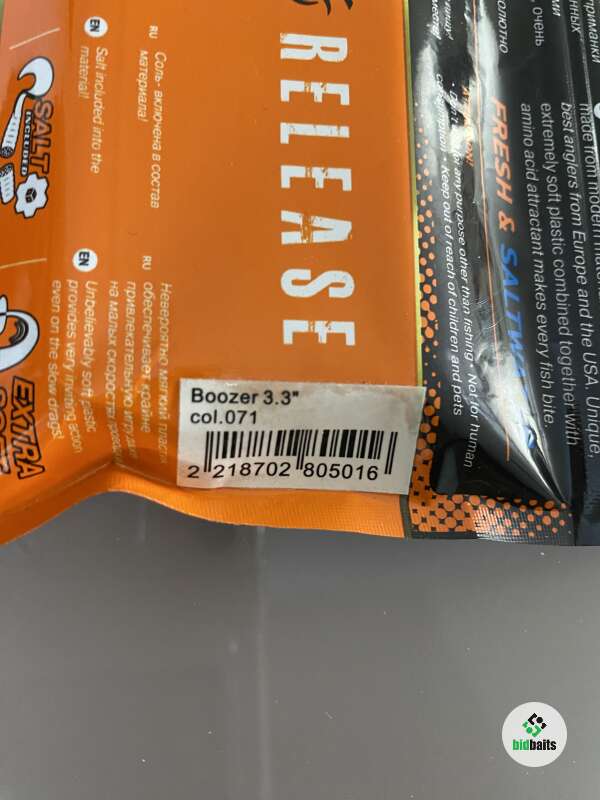 RELEASE
RU Соль- включена в состав
материала!
EN Salt included into the
material!
SALT
INCLUDED
RU Невероятно мягкий пластик
обеспечивает крайне
привлекательную игру даже
на малых скоростях проводки
EN Unbelievably soft plastic
provides very inviting action
even on the slow drags!
EXTRA
Boozer 3.3"
col.071
2 218702 805016
FRESH & SALTWA
any purpose other than fishing • Not for human
• Keep out of reach of children and pets
приманки
очень
made from modern
best anglers from Europe and the USA. Unique,
extremely soft plastic combined together with
amino acid attractant makes every fish bite.
bidbaits